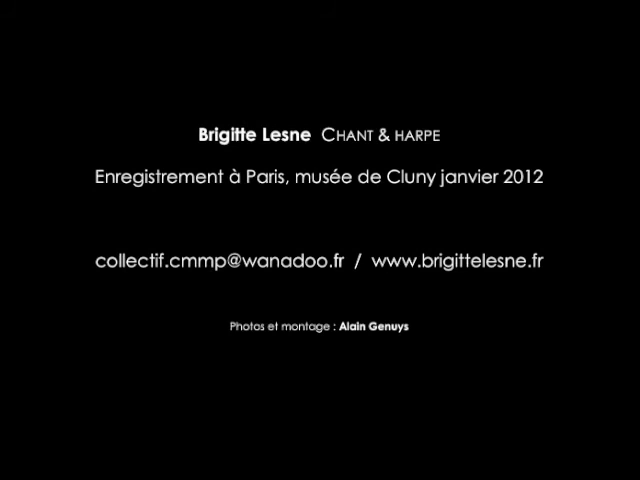 Brigitte Lesne CHANT & HARPE
Enregistrement à Paris, musée de Cluny janvier 2012
collectif.cmmp@wanadoo.fr / www.brigittelesne.fr
Photos et montage : Alain Genuys